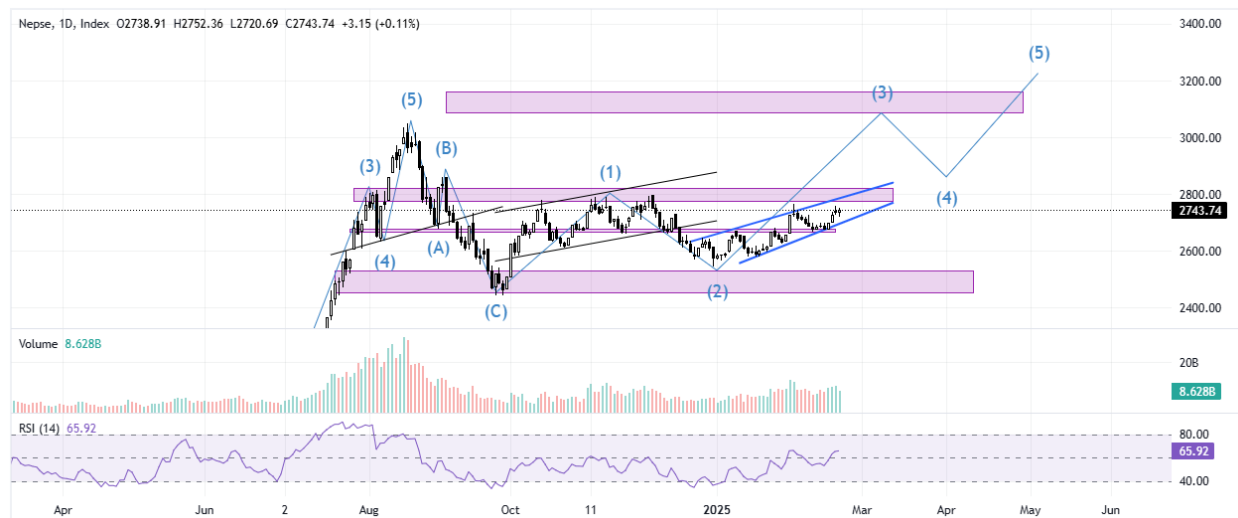 Nepse, 1D, Index O2738.91 H2752.36 L2720.69 C2743.74 +3.15 (+0.11%)
3400.00
(5)
3200.00
(3)
(5)
3000.00
(B)
(3)
(1)
(4)
2800.00
2743.74
(A)
(4)
2600.00
(2)
(C)
2400.00
Volume 8.628B
20B
8.628B
RSI (14) 65.92
80.00
65.92
40.00
Apr Jun 2 Aug Oct 11 2025 Mar Apr May Jun